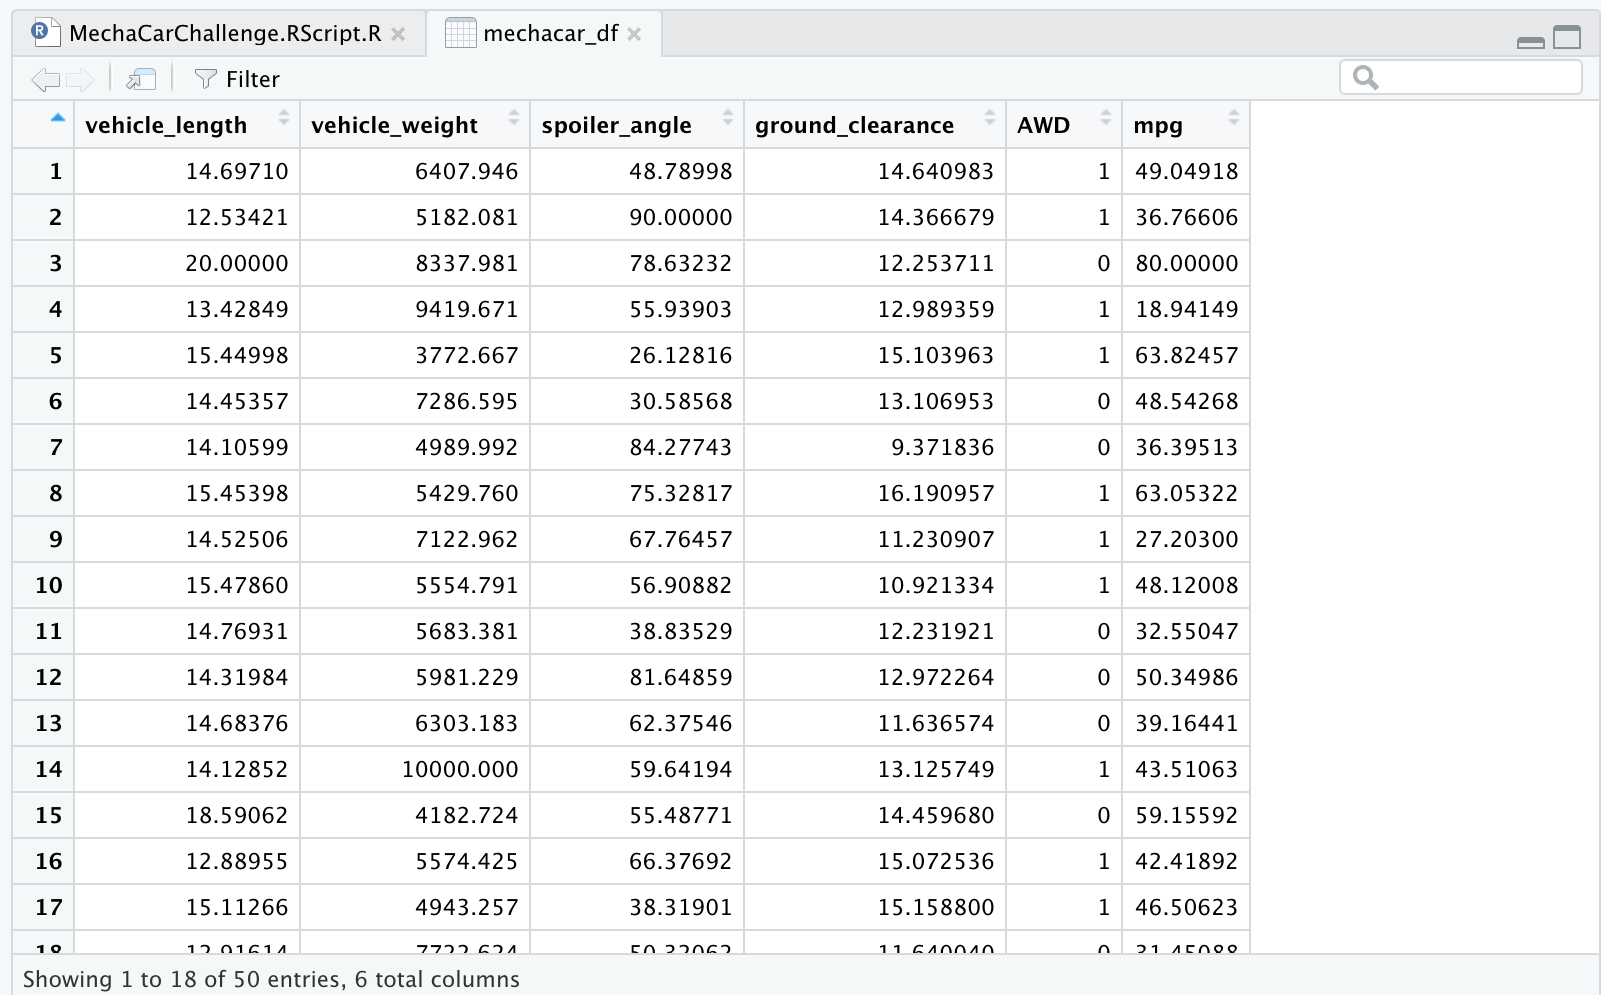 MechaCarChallenge.RScript.R mechacar_df
Filter
vehicle_length vehicle_weight spoiler_angle ground_clearance AWD mpg
1 14.69710 6407.946 48.78998 14.640983 1 49.04918
2 12.53421 5182.081 90.00000 14.366679 1 36.76606
3 20.00000 8337.981 78.63232 12.253711 0 80.00000
4 13.42849 9419.671 55.93903 12.989359 1 18.94149
5 15.44998 3772.667 26.12816 15.103963 1 63.82457
6 14.45357 7286.595 30.58568 13.106953 0 48.54268
7 14.10599 4989.992 84.27743 9.371836 0 36.39513
8 15.45398 5429.760 75.32817 16.190957 1 63.05322
9 14.52506 7122.962 67.76457 11.230907 1 27.20300
10 15.47860 5554.791 56.90882 10.921334 1 48.12008
11 14.76931 5683.381 38.83529 12.231921 0 32.55047
12 14.31984 5981.229 81.64859 12.972264 0 50.34986
13 14.68376 6303.183 62.37546 11.636574 0 39.16441
14 14.12852 10000.000 59.64194 13.125749 1 43.51063
15 18.59062 4182.724 55.48771 14.459680 0 59.15592
16 12.88955 5574.425 66.37692 15.072536 1 42.41892
17 15.11266 4943.257 38.31901 15.158800 1 46.50623
18
Showing 1 to 18 of 50 entries, 6 total columns